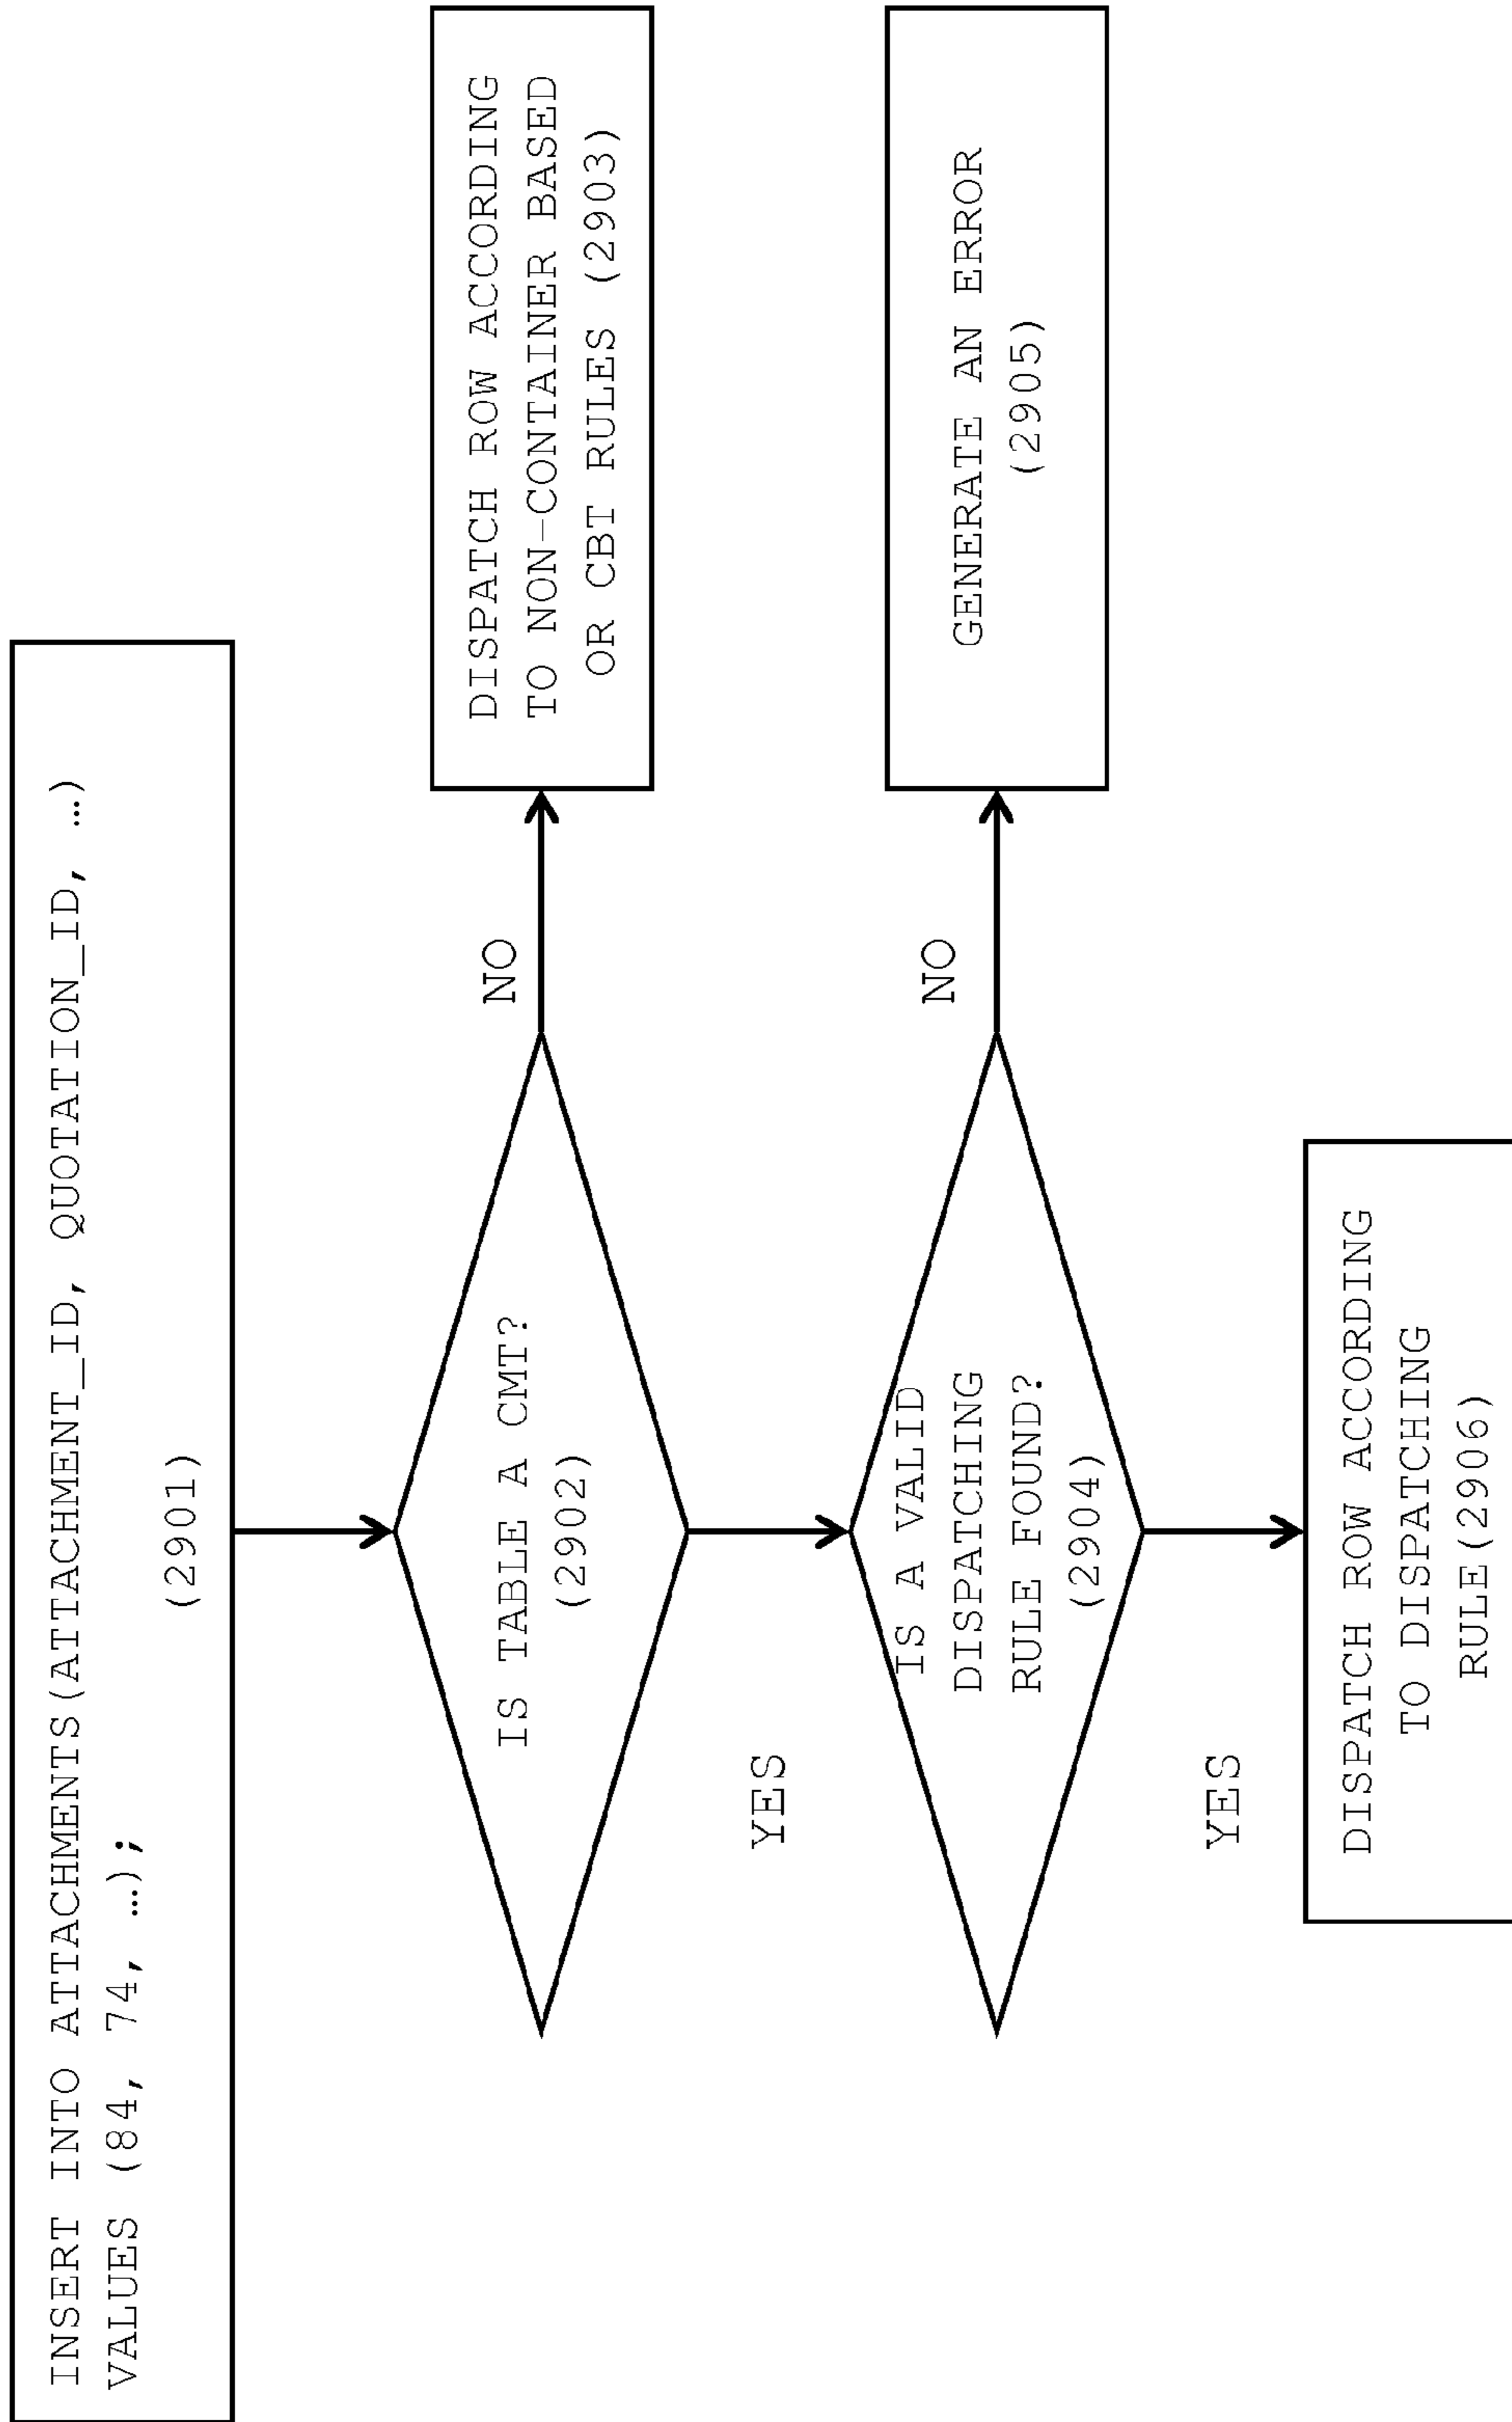 INSERT INTO ATTACHMENTS(ATTACHMENT_ID, QUOTATION_ID, …)
VALUES (84, 74, …);
(2901)
IS TABLE A CMT?
(2902)
NO
DISPATCH ROW ACCORDING
TO NON-CONTAINER BASED
OR CBT RULES (2903)
YES
IS A VALID
DISPATCHING
RULE FOUND?
(2904)
NO
GENERATE AN ERROR
(2905)
YES
DISPATCH ROW ACCORDING
TO DISPATCHING
RULE(2906)